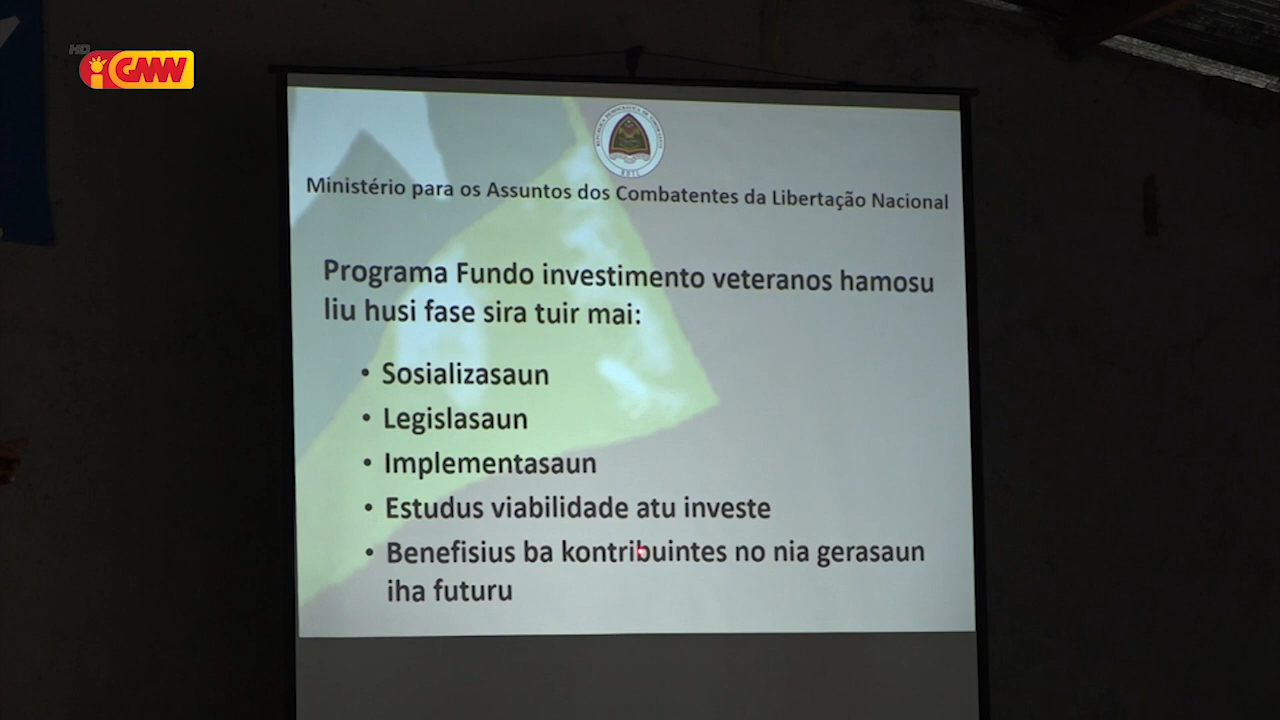 HD
GMN
Ministério para os Assuntos dos Combatentes da Libertação Nacional
Programa Fundo investimento veteranos hamosu
liu husi fase sira tuir mai:
• Sosializasaun
• Legislasaun
• Implementasaun
• Estudus viabilidade atu investe
• Benefisius ba kontribuintes no nia gerasaun
iha futuru